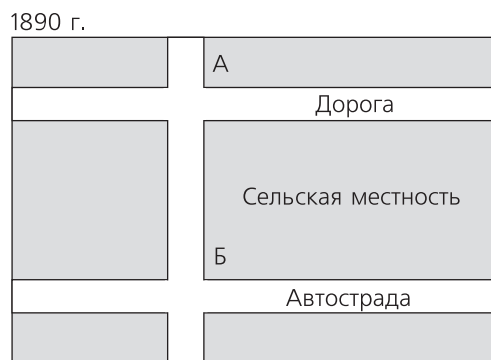 1890 г.
А
Дорога
Сельская местность
Б
Автострада